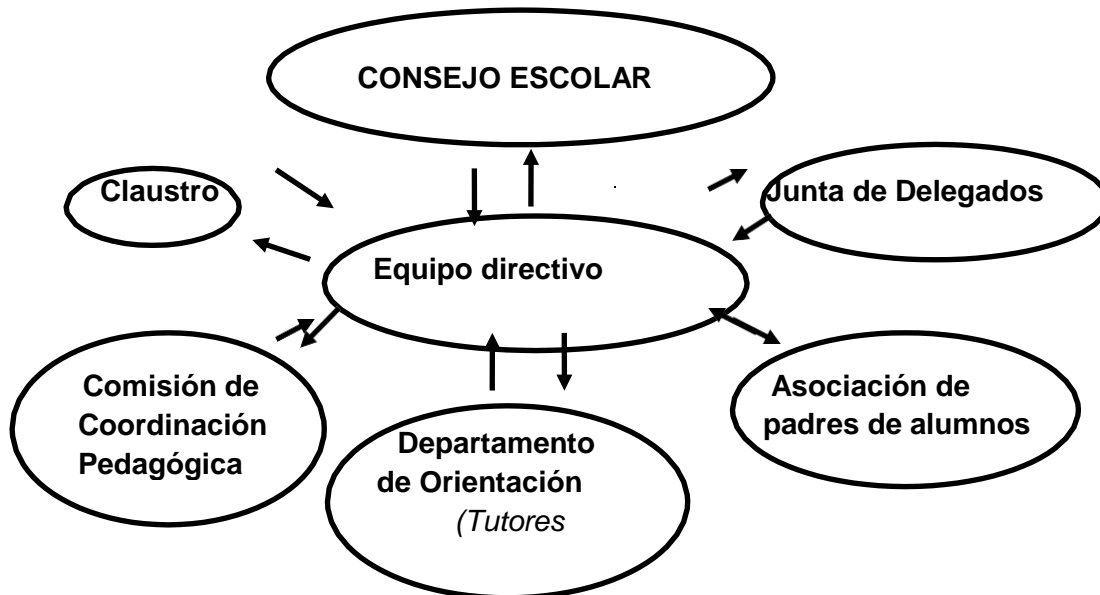 CONSEJO ESCOLAR
Claustro
Junta de Delegados
Equipo directivo
Comisión de
Coordinación
Pedagógica
Departamento
de Orientación
(Tutores
Asociación de
padres de alumnos